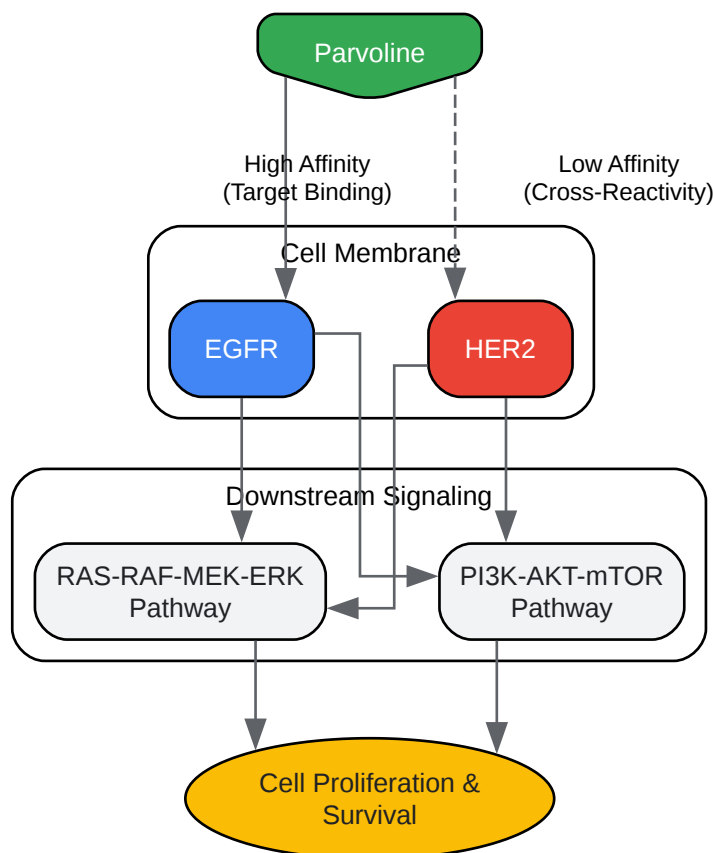 Parvoline
High Affinity
(Target Binding)
Low Affinity
(Cross-Reactivity)
Cell Membrane
EGFR
HER2
Downstream Signaling
RAS-RAF-MEK-ERK
Pathway
PI3K-AKT-mTOR
Pathway
Cell Proliferation &
Survival